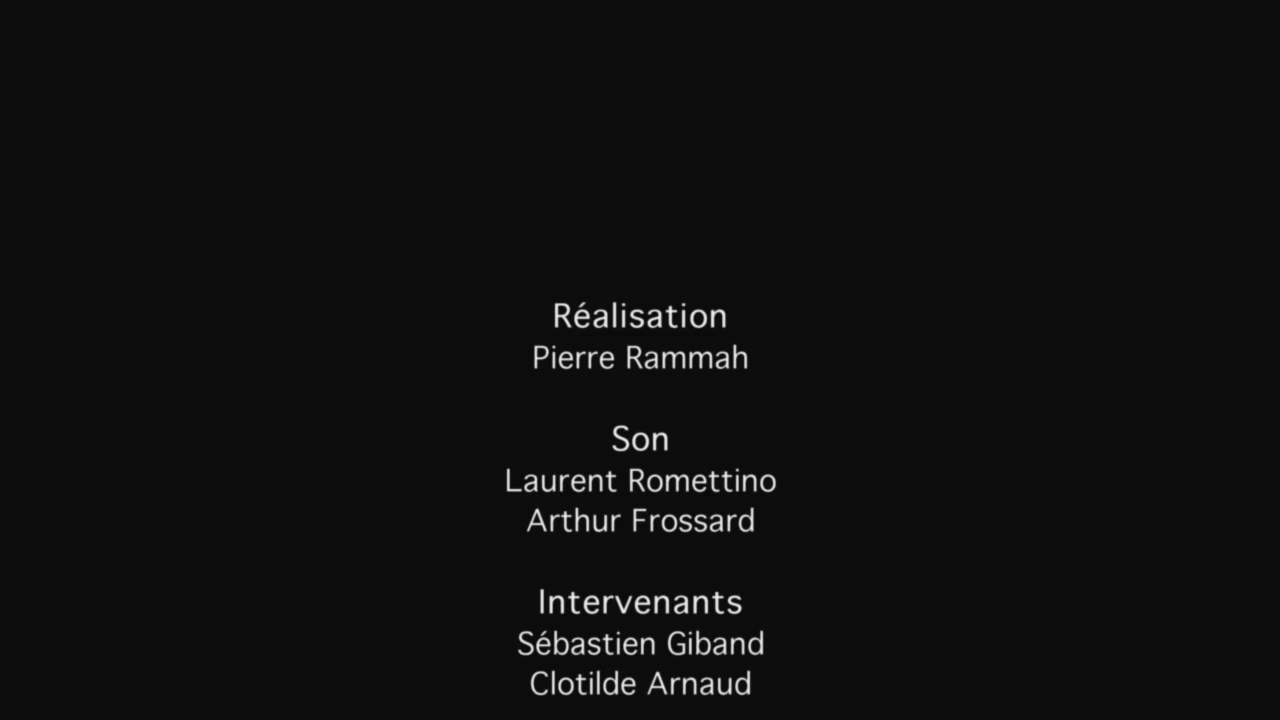 Réalisation
Pierre Rammah
Son
Laurent Romettino
Arthur Frossard
Intervenants
Sébastien Giband
Clotilde Arnaud